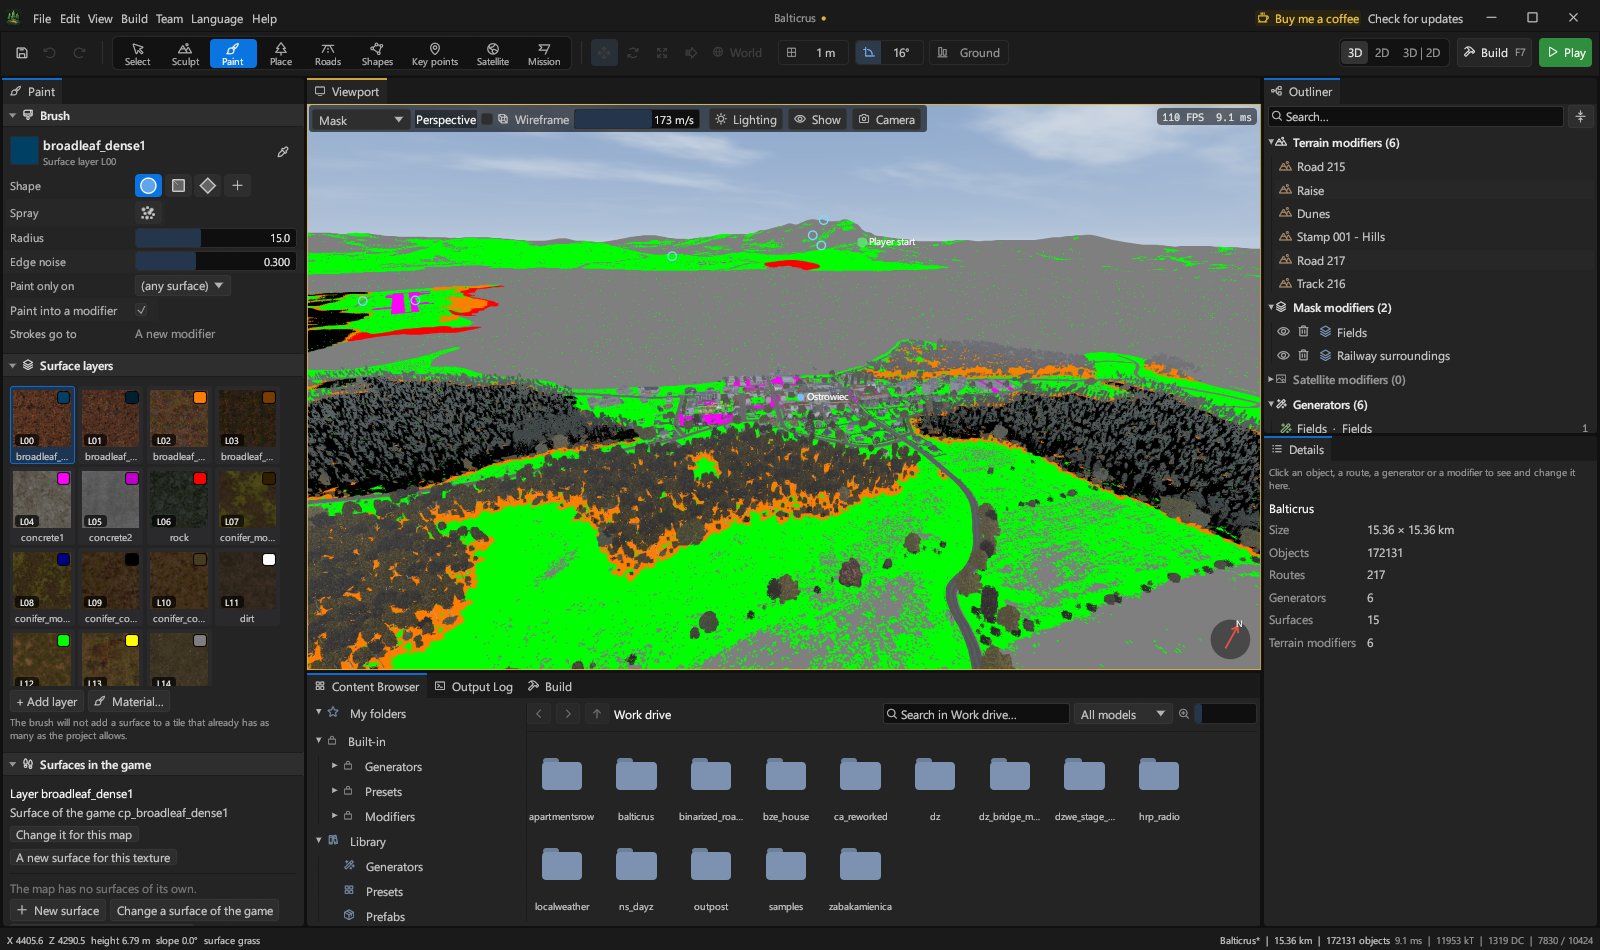 File Edit View Build Team Language Help
Balticrus
Buy me a coffee Check for updates
Select Sculpt Paint Place Roads Shapes Key points Satellite Mission
World 1 m 16° Ground
3D 2D 3D | 2D Build F7 Play
Paint
Brush
broadleaf_dense1
Surface layer L00
Shape
Spray
Radius 15.0
Edge noise 0.300
Paint only on (any surface)
Paint into a modifier
Strokes go to A new modifier
Surface layers
L00 L01 L02 L03
broadleaf_... broadleaf_... broadleaf_... broadleaf_...
L04 L05 L06 L07
concrete1 concrete2 rock conifer_mo...
L08 L09 L10 L11
conifer_mo... conifer_co... conifer_co... dirt
L12 L13 L14
+ Add layer Material...
The brush will not add a surface to a tile that already has as
many as the project allows.
Surfaces in the game
Layer broadleaf_dense1
Surface of the game cp_broadleaf_dense1
Change it for this map
A new surface for this texture
The map has no surfaces of its own.
+ New surface Change a surface of the game
Viewport
Mask Perspective Wireframe 173 m/s Lighting Show Camera
110 FPS 9.1 ms
Player start
Ostrowiec
N
Content Browser Output Log Build
My folders
Built-in
Generators
Presets
Modifiers
Library
Generators
Presets
Prefabs
Work drive
Search in Work drive... All models
apartmentsrow balticrus binarized_roa... bze_house ca_reworked dz dz_bridge_m... dzwe_stage_... hrp_radio
localweather ns_dayz outpost samples zabakamienica
Outliner
Search...
Terrain modifiers (6)
Road 215
Raise
Dunes
Stamp 001 - Hills
Road 217
Track 216
Mask modifiers (2)
Fields
Railway surroundings
Satellite modifiers (0)
Generators (6)
Fields · Fields 1
Details
Click an object, a route, a generator or a modifier to see and change it
here.
Balticrus
Size 15.36 × 15.36 km
Objects 172131
Routes 217
Generators 6
Surfaces 15
Terrain modifiers 6
X 4405.6 Z 4290.5 height 6.79 m slope 0.0° surface grass
Balticrus* | 15.36 km | 172131 objects 9.1 ms | 11953 kT | 1319 DC | 7830 / 10424